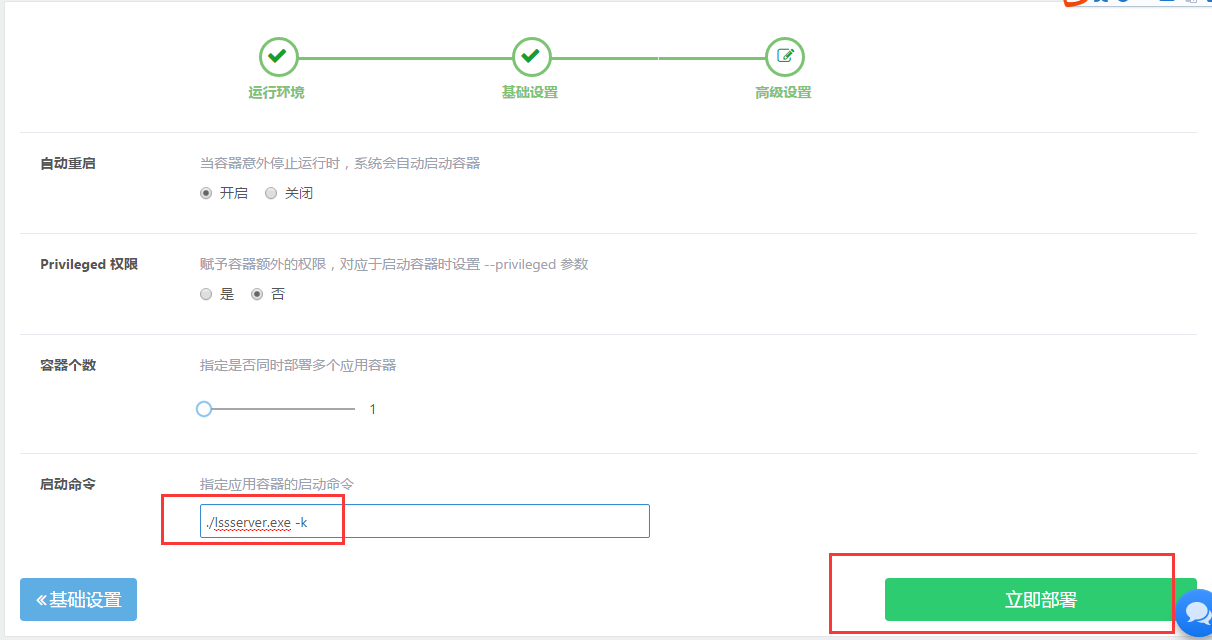 运行环境
基础设置
高级设置
自动重启
当容器意外停止运行时，系统会自动启动容器
开启 关闭
Privileged 权限
赋予容器额外的权限，对应于启动容器时设置 --privileged 参数
是 否
容器个数
指定是否同时部署多个应用容器
1
启动命令
指定应用容器的启动命令
./lssserver.exe -k
«基础设置
立即部署